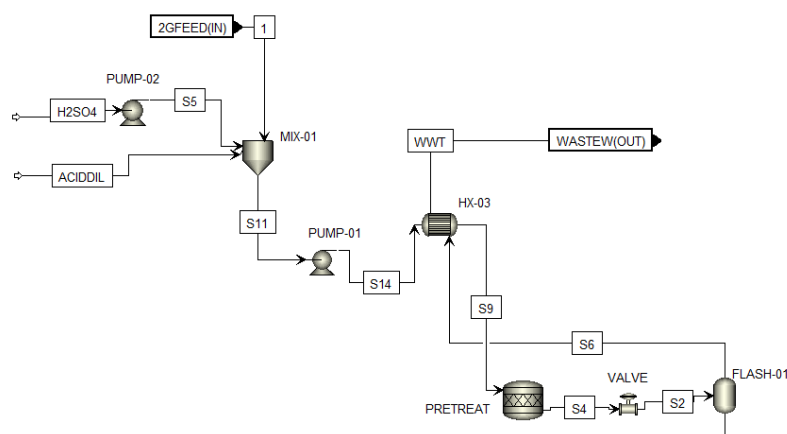 2GFEED(IN)
1
PUMP-02
H2SO4
S5
MIX-01
WWT
WASTEW(OUT)
ACIDDIL
HX-03
S11
PUMP-01
S14
S9
S6
VALVE
FLASH-01
PRETREAT
S4
S2